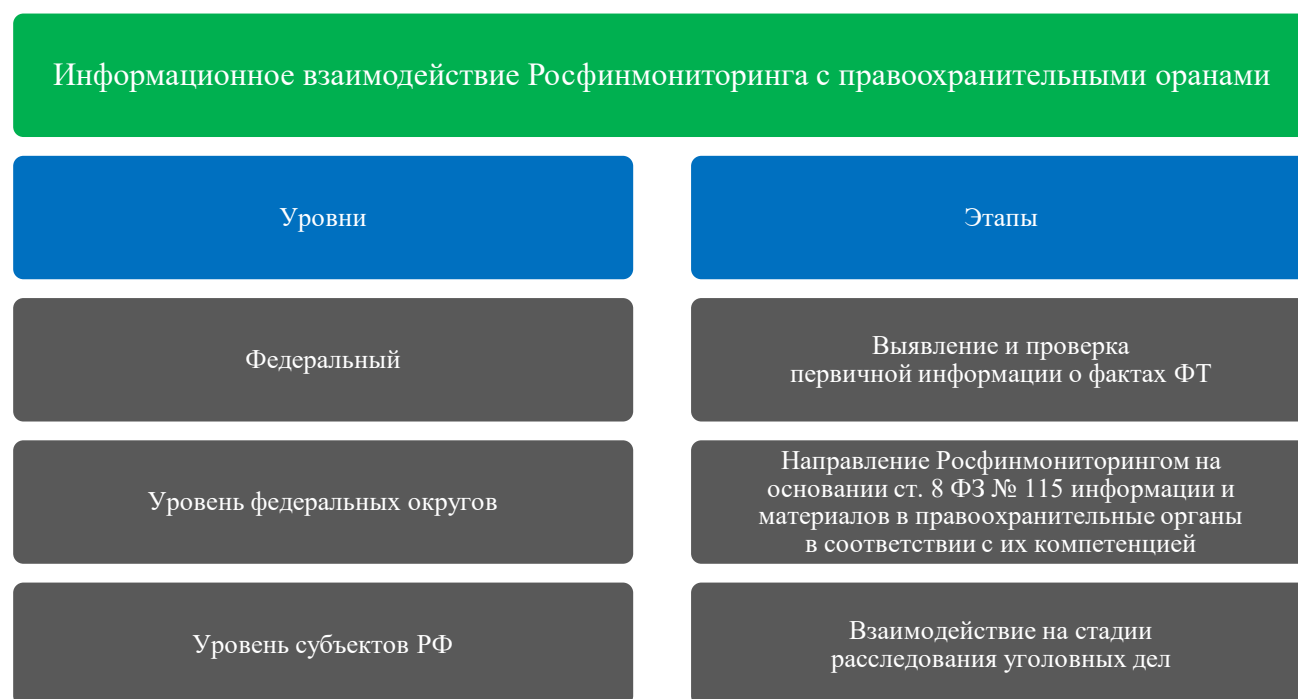 Информационное взаимодействие Росфинмониторинга с правоохранительными оранами
Уровни
Этапы
Федеральный
Выявление и проверка
первичной информации о фактах ФТ
Уровень федеральных округов
Направление Росфинмониторингом на
основании ст. 8 ФЗ № 115 информации и
материалов в правоохранительные органы
в соответствии с их компетенцией
Уровень субъектов РФ
Взаимодействие на стадии
расследования уголовных дел